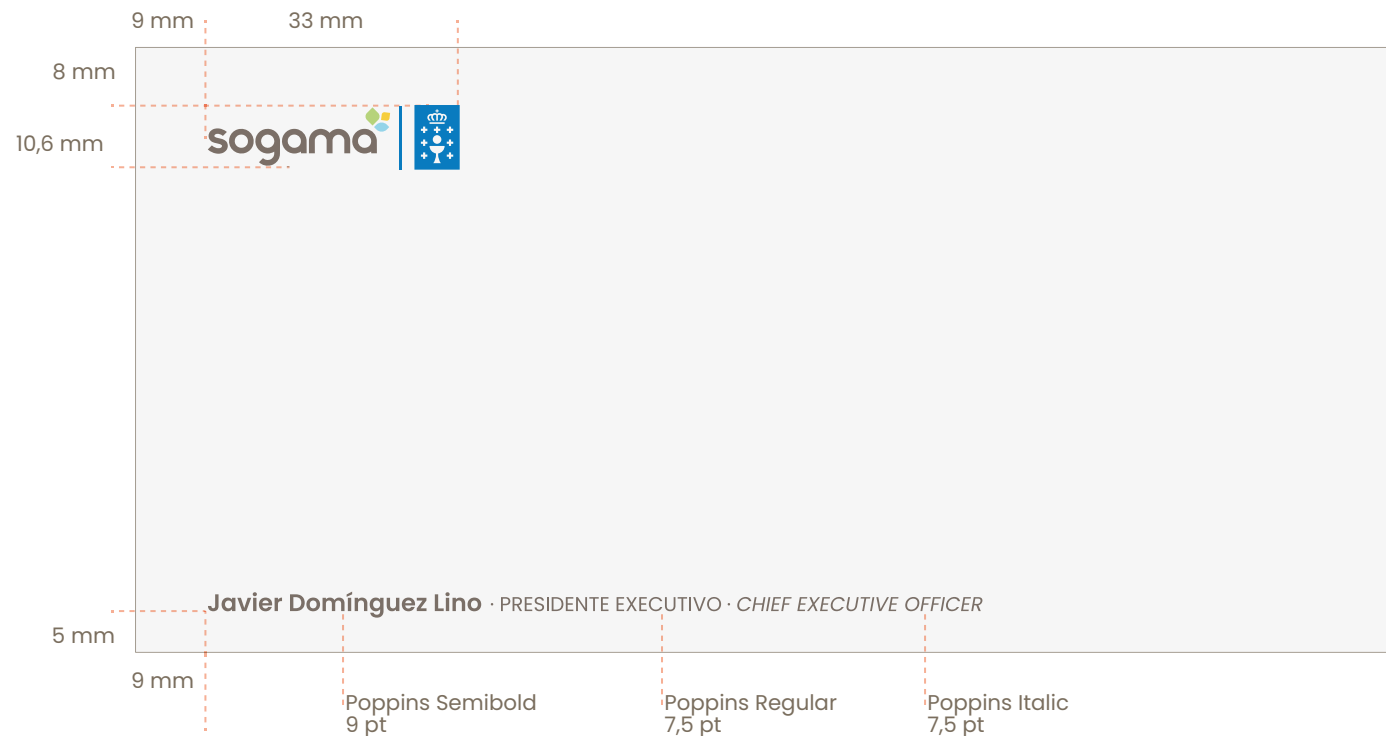 9 mm
33 mm
8 mm
10,6 mm
sogama
Javier Domínguez Lino · PRESIDENTE EXECUTIVO · CHIEF EXECUTIVE OFFICER
5 mm
9 mm
Poppins Semibold
9 pt
Poppins Regular
7,5 pt
Poppins Italic
7,5 pt